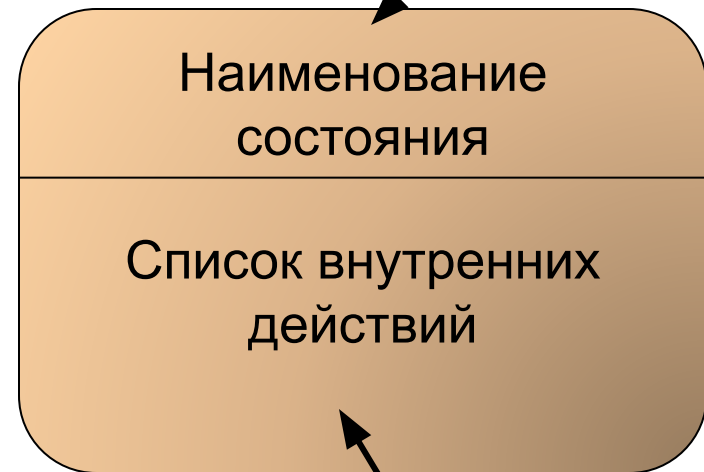 Наименование
состояния
Список внутренних
действий